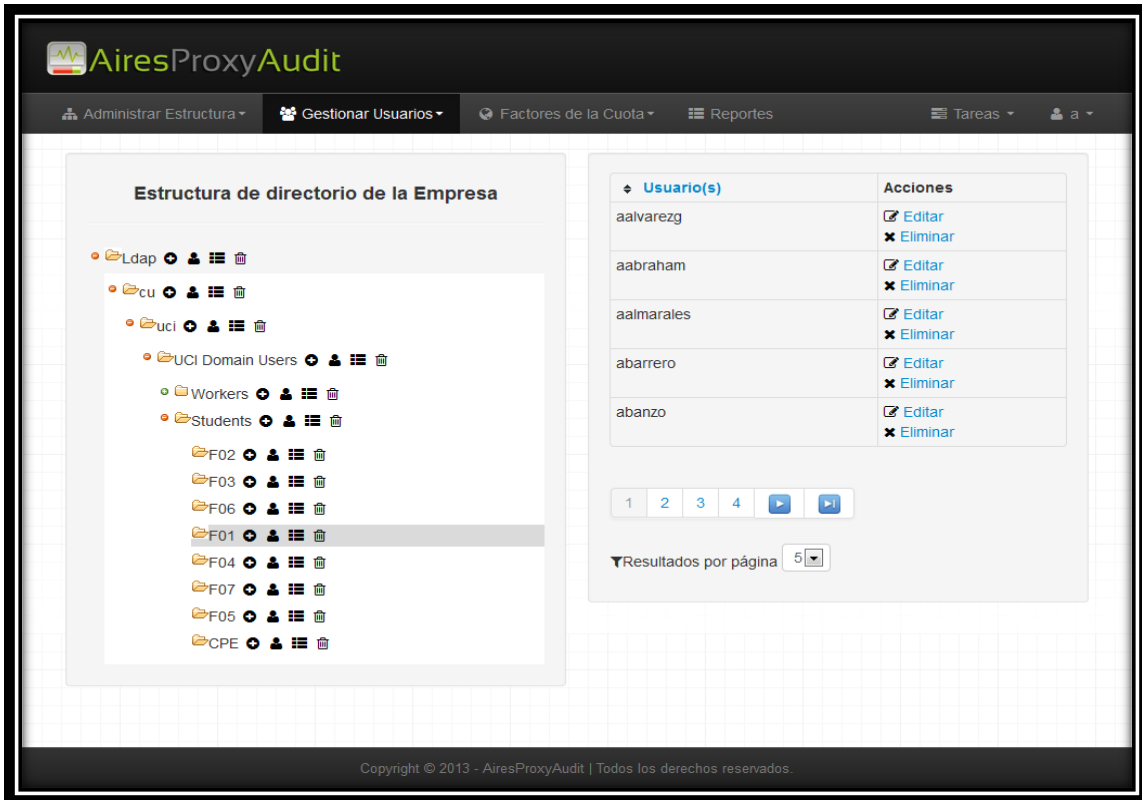 AiresProxyAudit
Administrar Estructura Gestionar Usuarios Factores de la Cuota Reportes Tareas a
Estructura de directorio de la Empresa
Ldap
cu
uci
UCI Domain Users
Workers
Students
F02
F03
F06
F01
F04
F07
F05
CPE
Usuario(s) Acciones
aalvarezg Editar
Eliminar
aabraham Editar
Eliminar
aalmarales Editar
Eliminar
abarrero Editar
Eliminar
abanzo Editar
Eliminar
1 2 3 4
Resultados por página 5
Copyright © 2013 - AiresProxyAudit | Todos los derechos reservados.